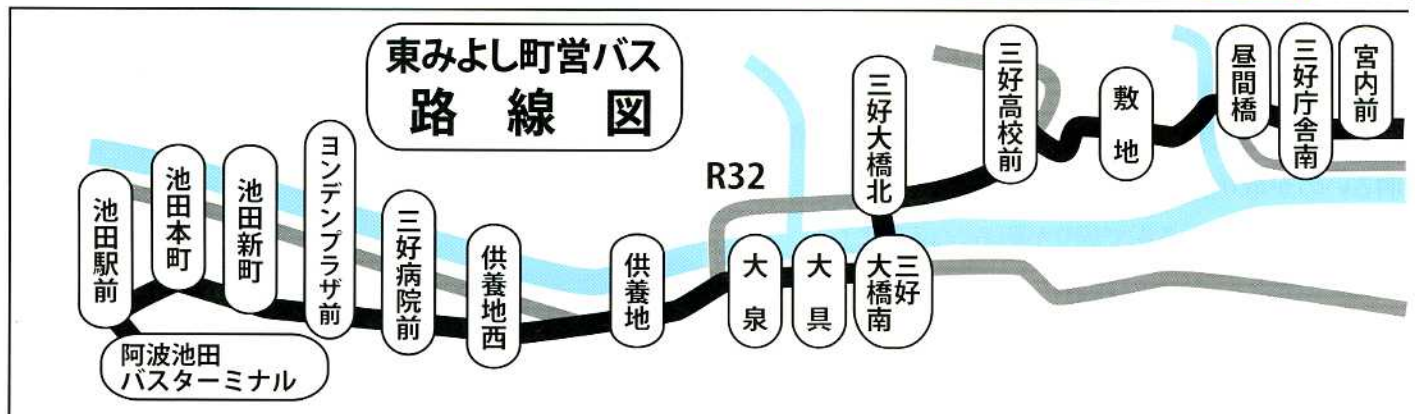 東みよし町営バス
路線図
池田駅前
池田本町
池田新町
ヨンデンプラザ前
三好病院前
供養地西
供養地
R32
大泉
大具
三好
大橋南
三好大橋北
三好高校前
敷地
昼間橋
三好庁舎南
宮内前
阿波池田
バスターミナル